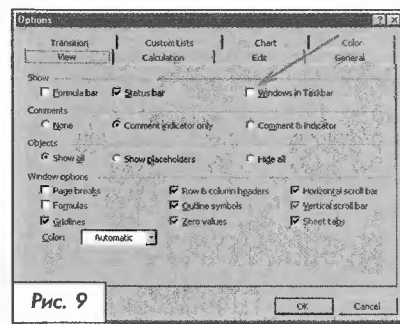 Options
Transition Custom Lists Chart Color
View Calculation Edit General
Show
Formula bar Status bar Windows in Taskbar
Comments
None Comment indicator only Comment & indicator
Objects
Show all Show placeholders Hide all
Window options
Page breaks Row & column headers Horizontal scroll bar
Formulas Outline symbols Vertical scroll bar
Gridlines Zero values Sheet tabs
Color: Automatic
Рис. 9
OK Cancel